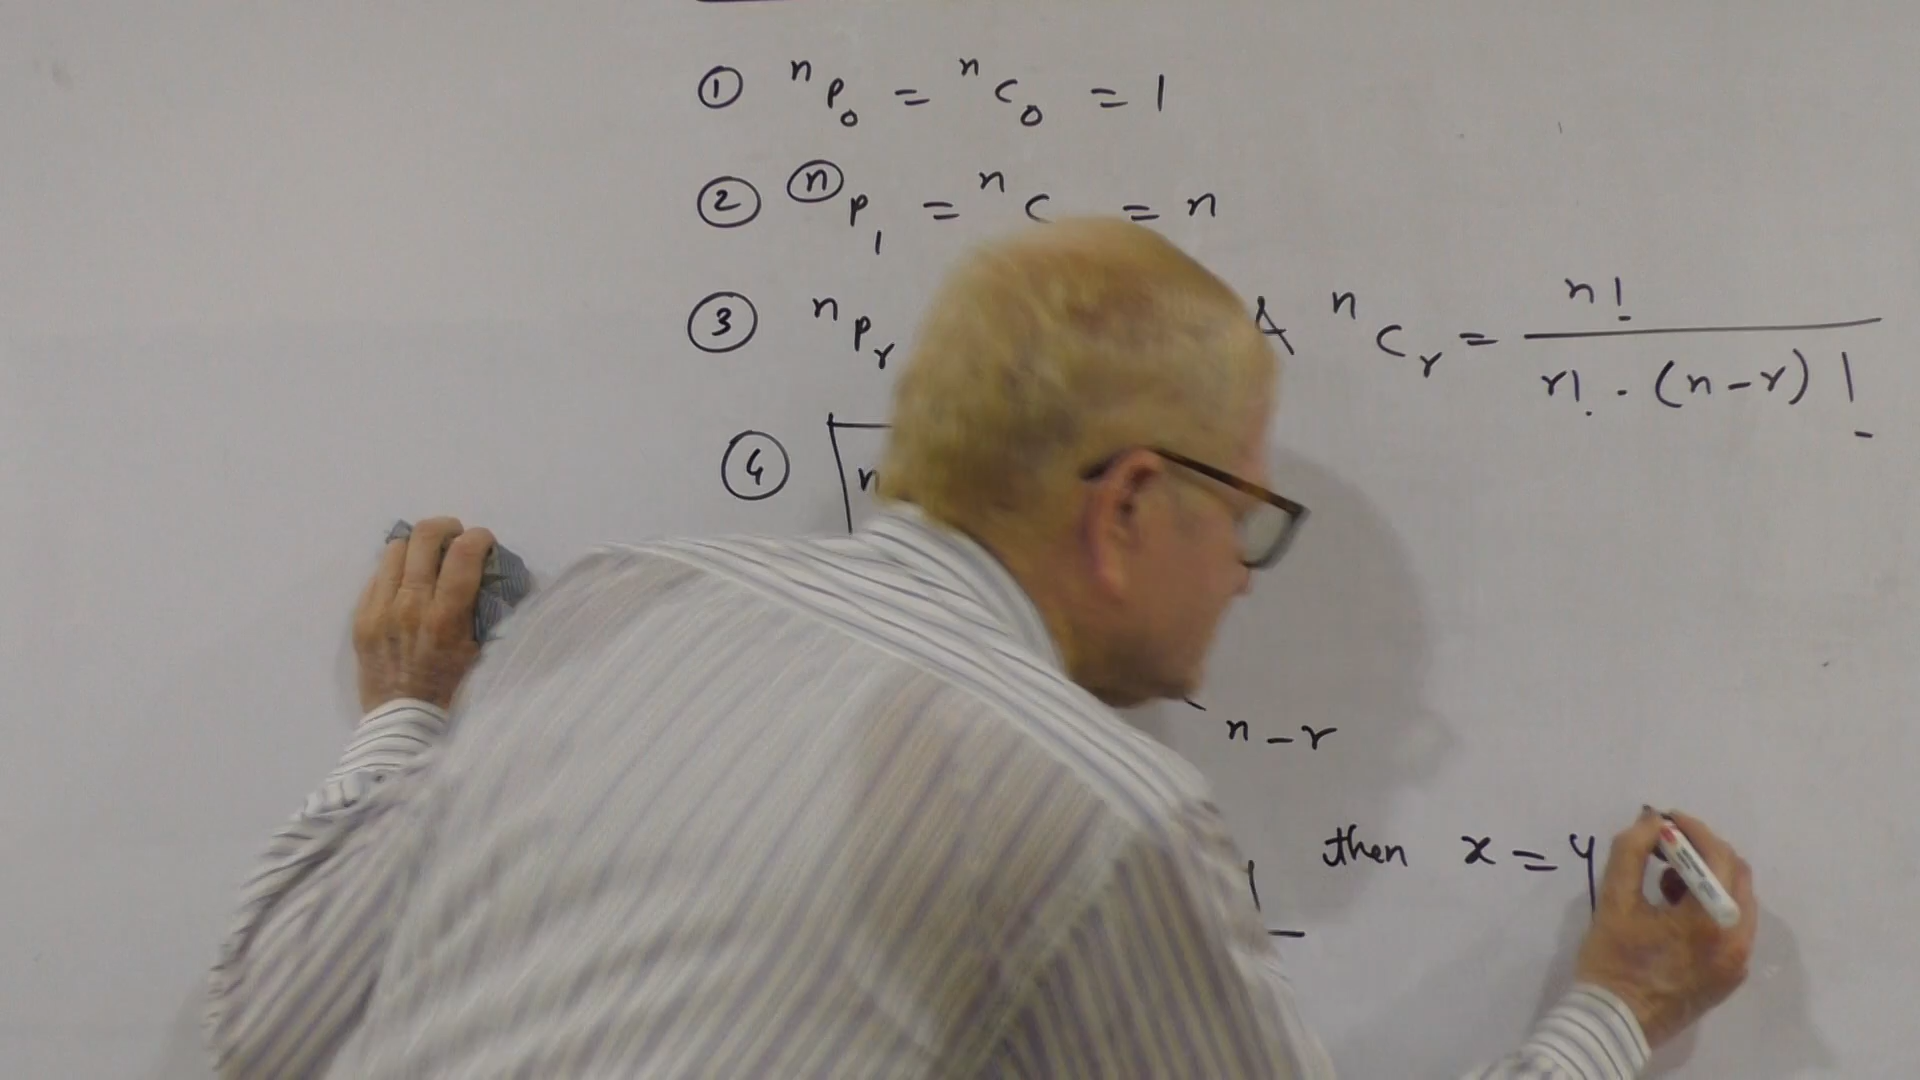 ① ⁿP₀ = ⁿC₀ = 1
② ⓝP₁ = ⁿC = n
③ ⁿPᵣ ⁿCᵣ = n! / r! . (n-r)!
④ n
n-r
then x = y